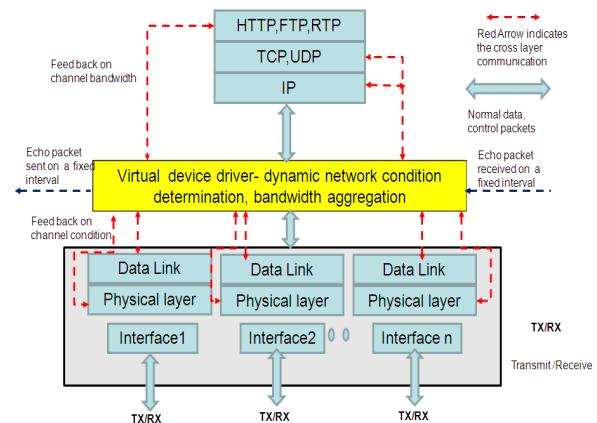 HTTP,FTP,RTP
TCP,UDP
IP
Feed back on
channel bandwidth
Red Arrow indicates
the cross layer
communication
Normal data,
control packets
Echo packet
sent on a fixed
interval
Virtual device driver- dynamic network condition
determination, bandwidth aggregation
Echo packet
received on a
fixed interval
Feed back on
channel condition
Data Link
Physical layer
Interface1
Data Link
Physical layer
Interface2
Data Link
Physical layer
Interface n
TX/RX
Transmit/Receive
TX/RX
TX/RX
TX/RX